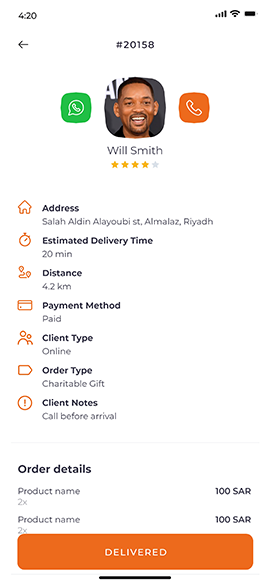 4:20
#20158
Will Smith
Address
Salah Aldin Alayoubi st, Almalaz, Riyadh
Estimated Delivery Time
20 min
Distance
4.2 km
Payment Method
Paid
Client Type
Online
Order Type
Charitable Gift
Client Notes
Call before arrival
Order details
Product name 100 SAR
2x
Product name 100 SAR
2x
DELIVERED